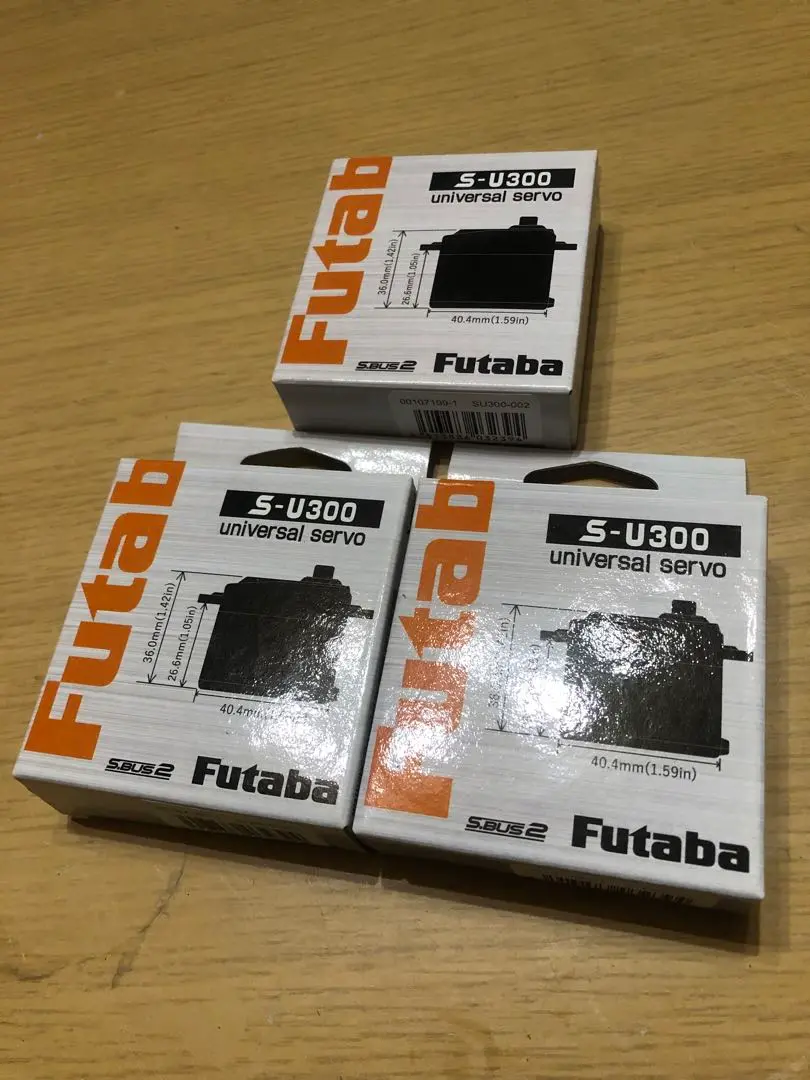 Futab
S-U300
universal servo
36.0mm(1.42in)
26.6mm(1.05in)
40.4mm(1.59in)
S.BUS2
Futaba
00107199-1 SU300-002
Futab
S-U300
universal servo
36.0mm(1.42in)
26.6mm(1.05in)
S.BUS2
Futaba
Futab
S-U300
universal servo
40.4mm(1.59in)
S.BUS2
Futaba